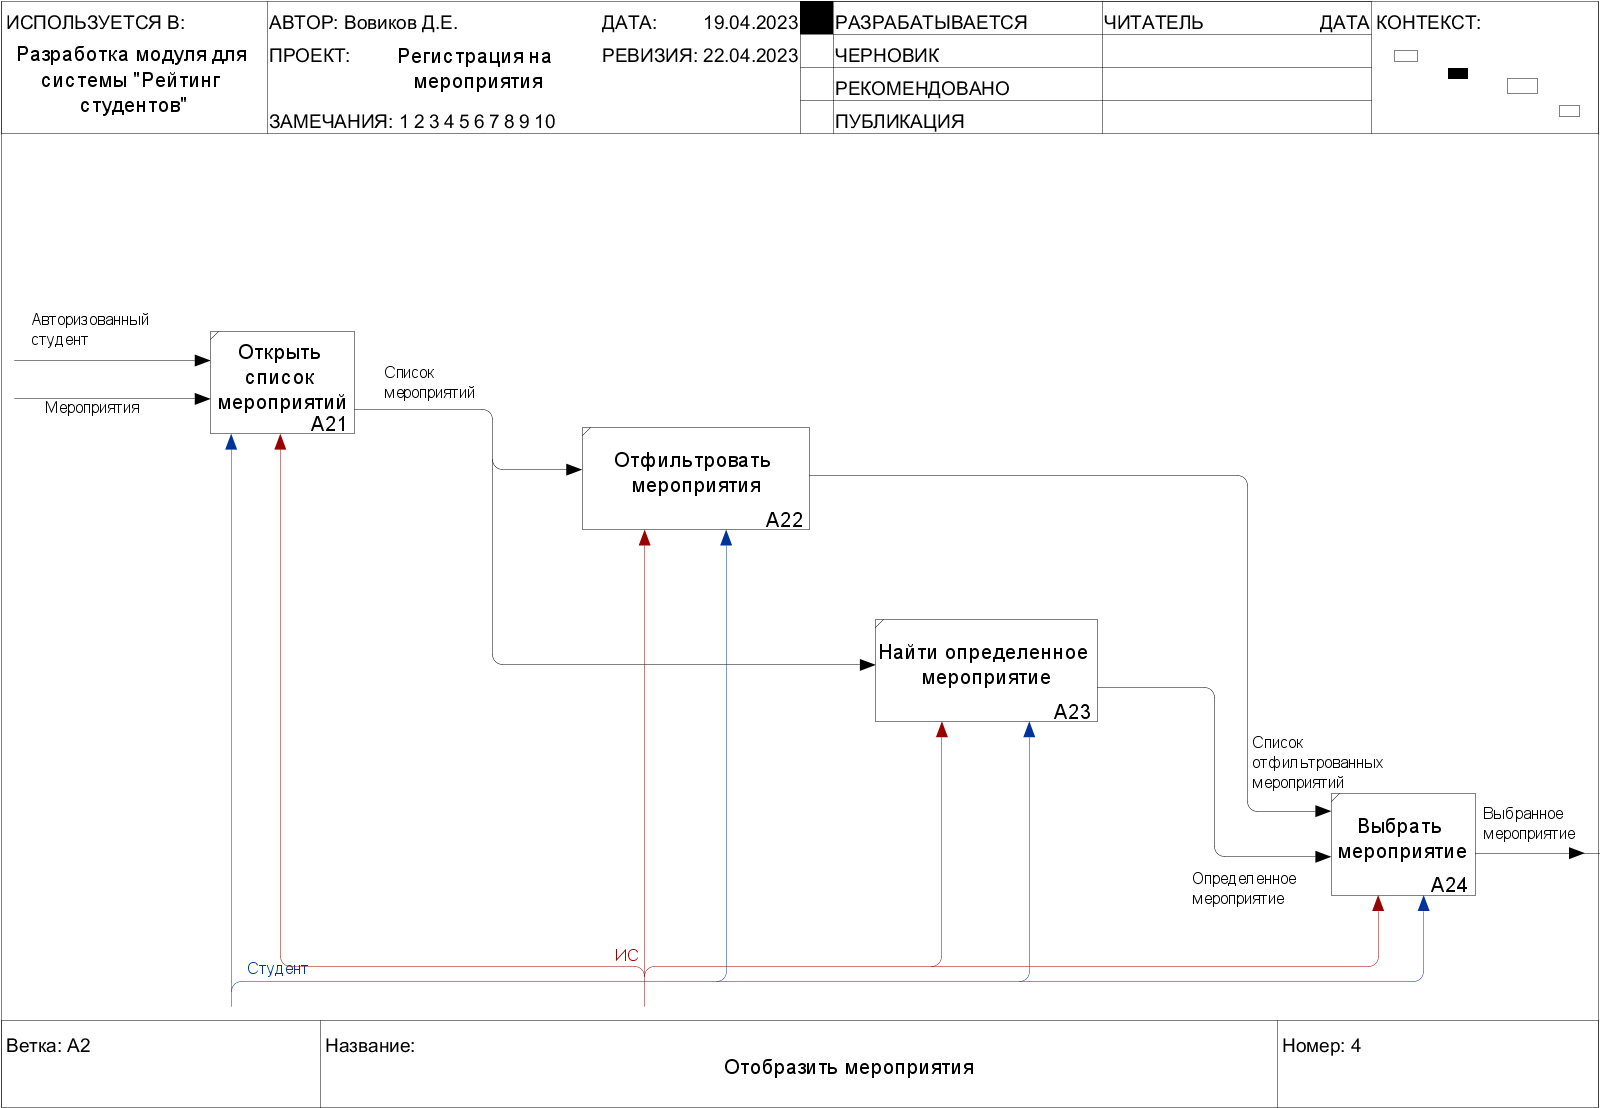 ИСПОЛЬЗУЕТСЯ В:
Разработка модуля для
системы "Рейтинг
студентов"
АВТОР: Вовиков Д.Е.
ДАТА: 19.04.2023
ПРОЕКТ: Регистрация на
мероприятия
РЕВИЗИЯ: 22.04.2023
ЗАМЕЧАНИЯ: 1 2 3 4 5 6 7 8 9 10
РАЗРАБАТЫВАЕТСЯ
ЧЕРНОВИК
РЕКОМЕНДОВАНО
ПУБЛИКАЦИЯ
ЧИТАТЕЛЬ ДАТА
КОНТЕКСТ:
Авторизованный
студент
Мероприятия
Открыть
список
мероприятий
A21
Список
мероприятий
Отфильтровать
мероприятия
A22
Найти определенное
мероприятие
A23
Список
отфильтрованных
мероприятий
Определенное
мероприятие
Выбрать
мероприятие
A24
Выбранное
мероприятие
ИС
Студент
Ветка: A2
Название:
Отобразить мероприятия
Номер: 4